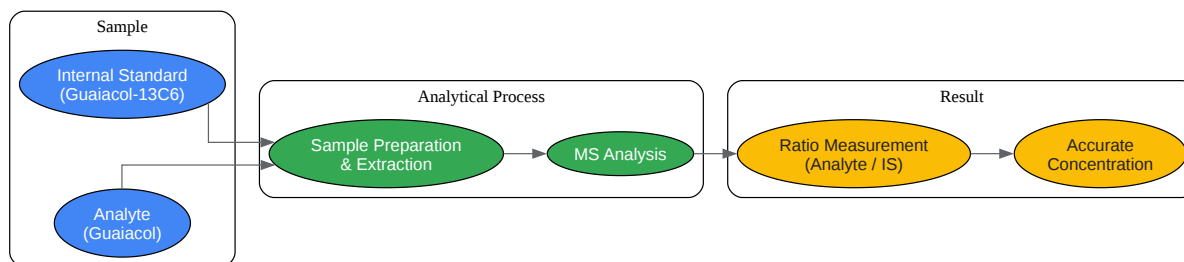 Sample
Internal Standard
(Guaiacol-13C6)
Analyte
(Guaiacol)
Analytical Process
Sample Preparation
& Extraction
MS Analysis
Result
Ratio Measurement
(Analyte / IS)
Accurate
Concentration